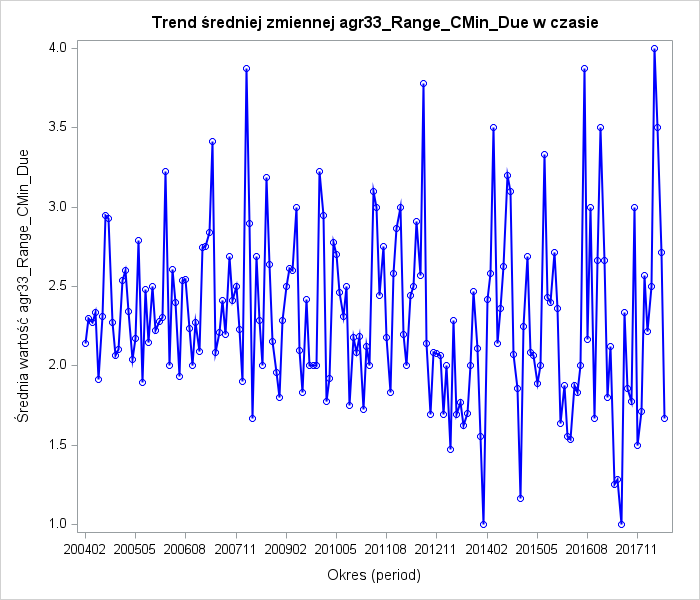 Trend średniej zmiennej agr33_Range_CMin_Due w czasie
Średnia wartość agr33_Range_CMin_Due
4.0
3.5
3.0
2.5
2.0
1.5
1.0
200402 200505 200608 200711 200902 201005 201108 201211 201402 201505 201608 201711
Okres (period)